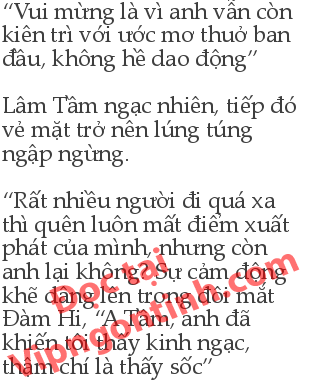 “Vui mừng là vì anh vẫn còn
kiên trì với ước mơ thuở ban
đầu, không hề dao động”
Lâm Tầm ngạc nhiên, tiếp đó
vẻ mặt trở nên lúng túng
ngập ngừng.
“Rất nhiều người đi quá xa
thì quên luôn mất điểm xuất
phát của mình, nhưng còn
anh lại không? Sự cảm động
khẽ dâng lên trong đôi mắt
Đàm Hi, “A Tầm, anh đã
khiến tôi thấy kinh ngạc,
thậm chí là thấy sốc”
Đọc tại
Vipngontinh.com